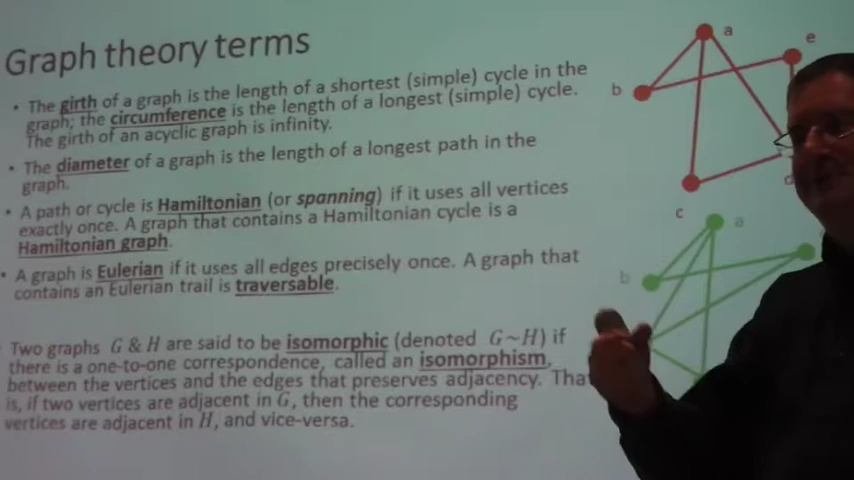 Graph theory terms
• The girth of a graph is the length of a shortest (simple) cycle in the
graph; the circumference is the length of a longest (simple) cycle.
The girth of an acyclic graph is infinity.
• The diameter of a graph is the length of a longest path in the
graph.
• A path or cycle is Hamiltonian (or spanning) if it uses all vertices
exactly once. A graph that contains a Hamiltonian cycle is a
Hamiltonian graph.
• A graph is Eulerian if it uses all edges precisely once. A graph that
contains an Eulerian trail is traversable.
Two graphs G & H are said to be isomorphic (denoted G~H) if
there is a one-to-one correspondence, called an isomorphism,
between the vertices and the edges that preserves adjacency. That
is, if two vertices are adjacent in G, then the corresponding
vertices are adjacent in H, and vice-versa.
a
e
b
d
c
a
b